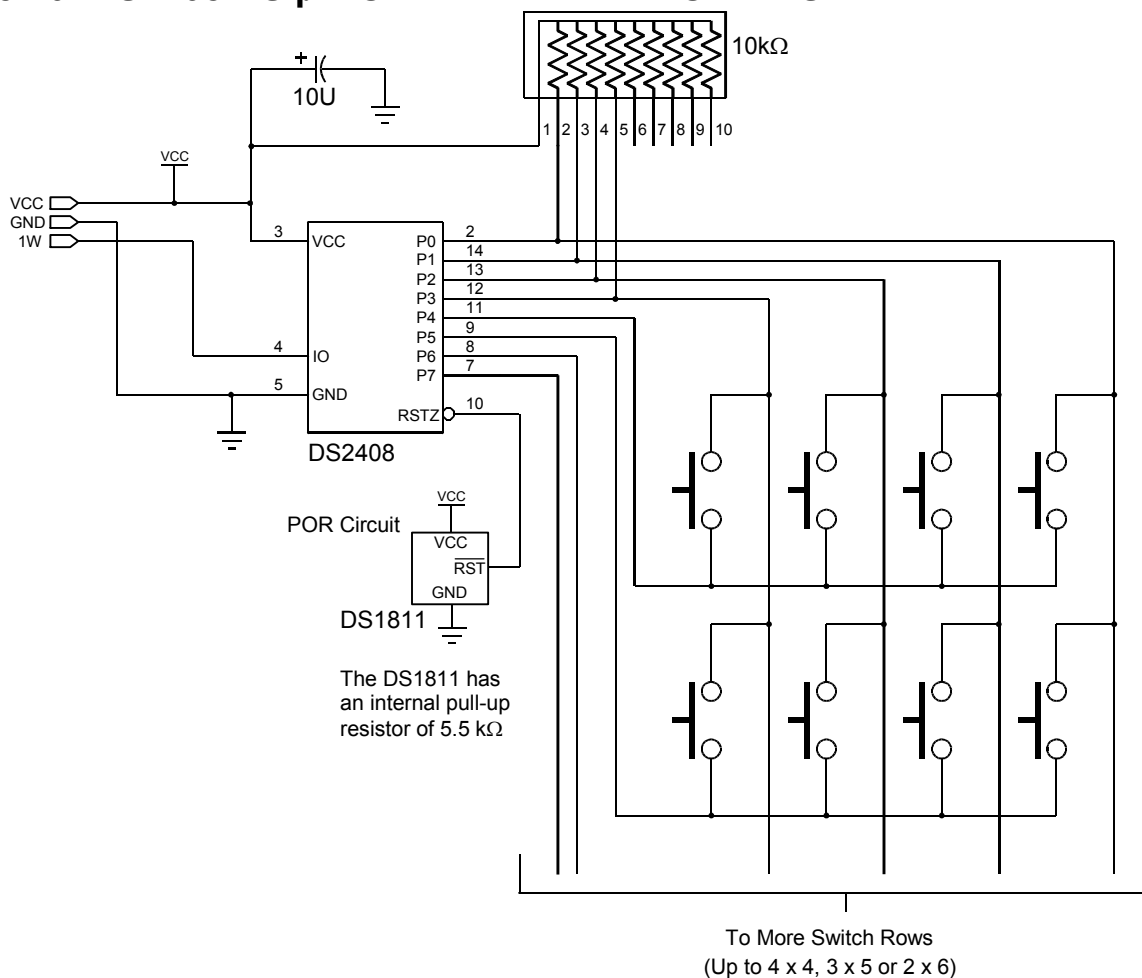 10kΩ
+
10U
1 2 3 4 5 6 7 8 9 10
VCC
VCC
GND
1W
3 VCC
P0 2
P1 14
P2 13
P3 12
P4 11
P5 9
P6 8
P7 7
4 IO
5 GND
RSTZ 10
DS2408
VCC
POR Circuit
VCC
RST
GND
DS1811
The DS1811 has
an internal pull-up
resistor of 5.5 kΩ
To More Switch Rows
(Up to 4 x 4, 3 x 5 or 2 x 6)